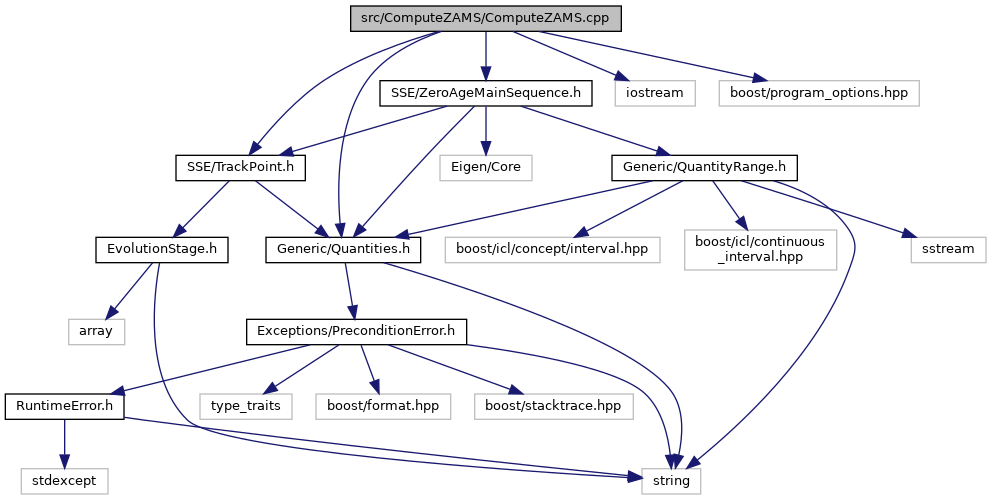 src/ComputeZAMS/ComputeZAMS.cpp
SSE/ZeroAgeMainSequence.h
iostream
boost/program_options.hpp
SSE/TrackPoint.h
Eigen/Core
Generic/QuantityRange.h
EvolutionStage.h
Generic/Quantities.h
boost/icl/concept/interval.hpp
boost/icl/continuous
_interval.hpp
sstream
array
Exceptions/PreconditionError.h
RuntimeError.h
type_traits
boost/format.hpp
boost/stacktrace.hpp
stdexcept
string